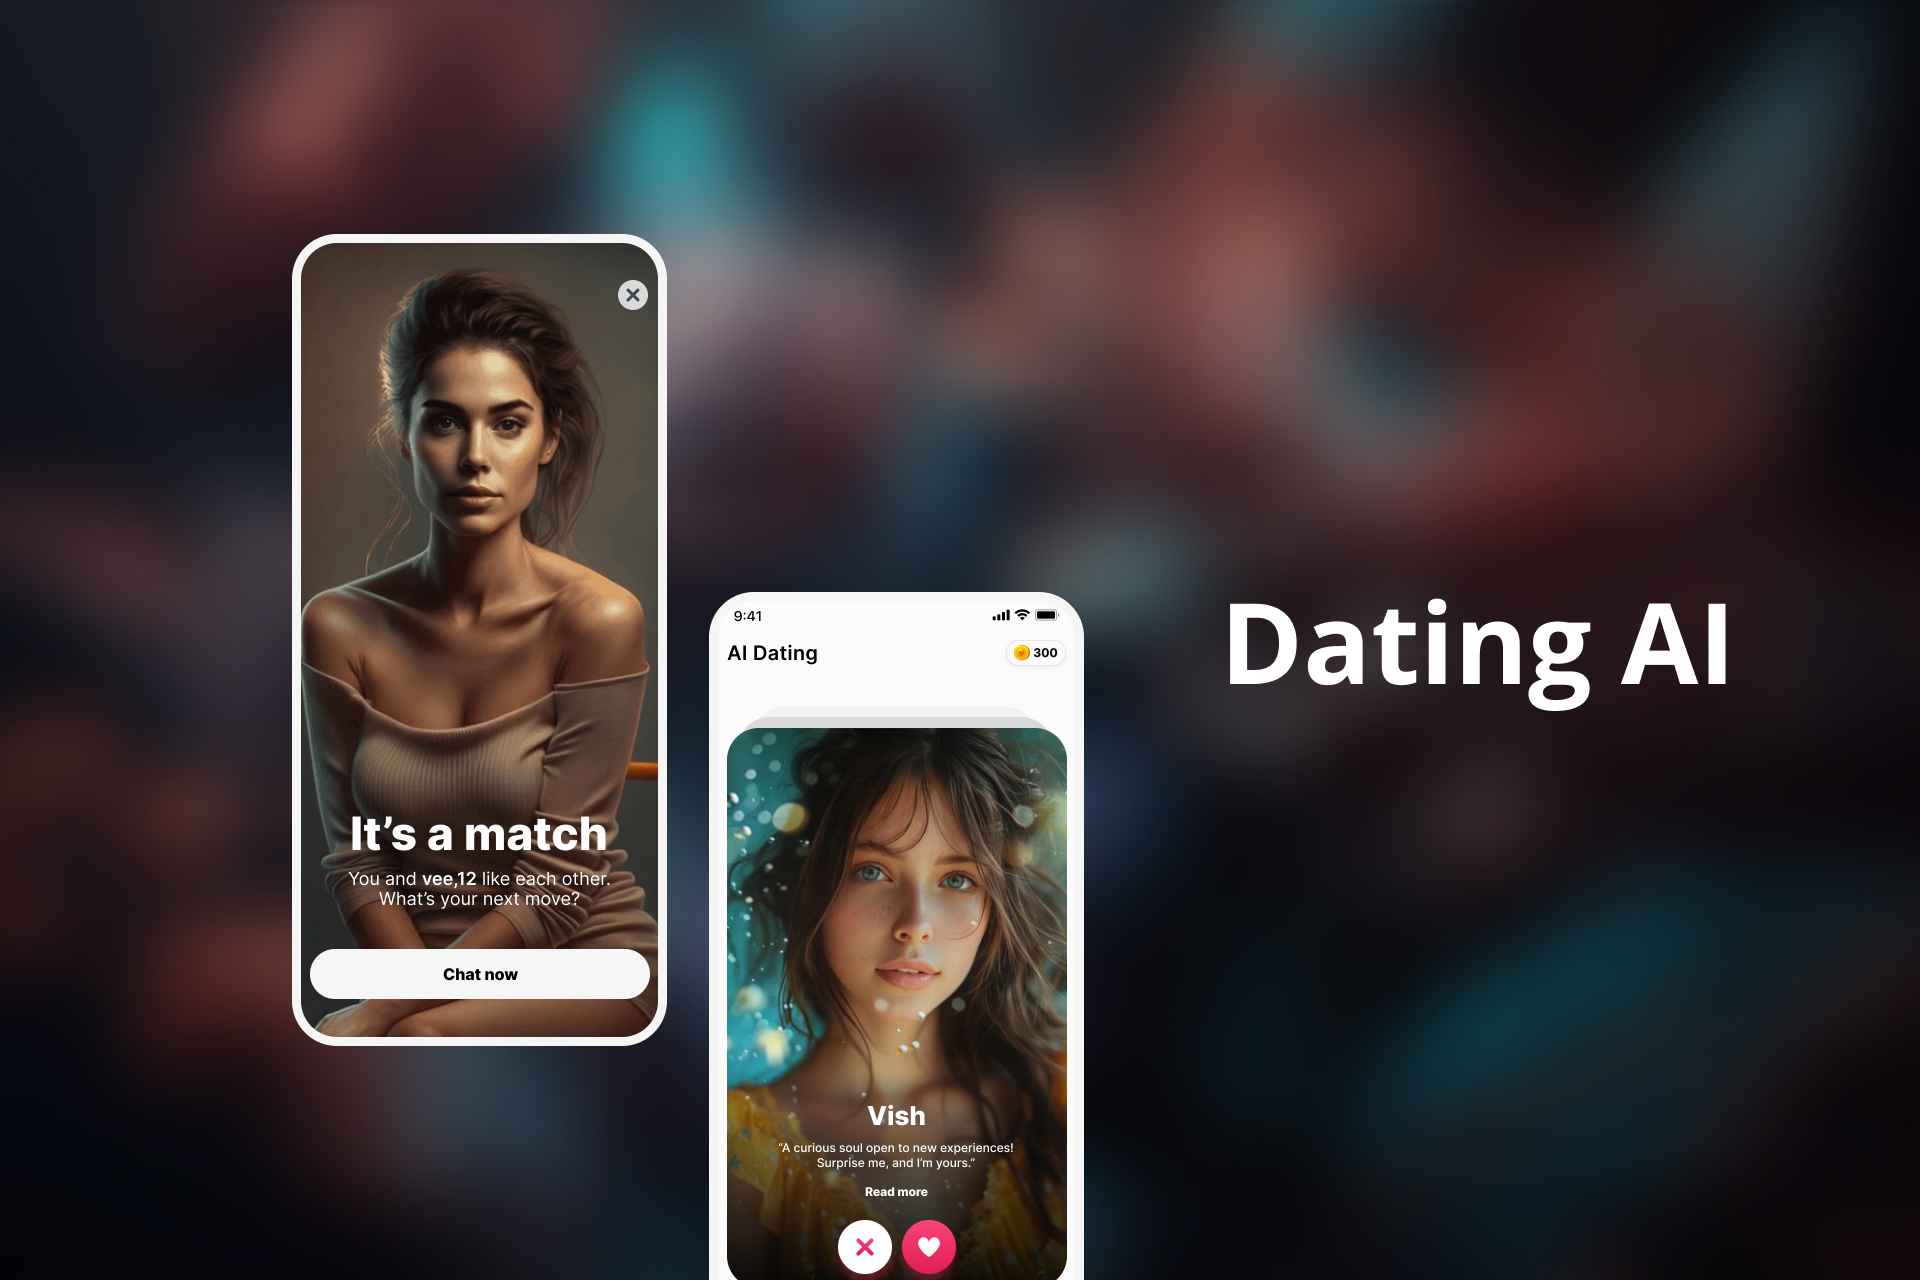 It’s a match
You and vee,12 like each other.
What’s your next move?
Chat now
9:41
AI Dating
300
Vish
“A curious soul open to new experiences!
Surprise me, and I’m yours.”
Read more
Dating AI